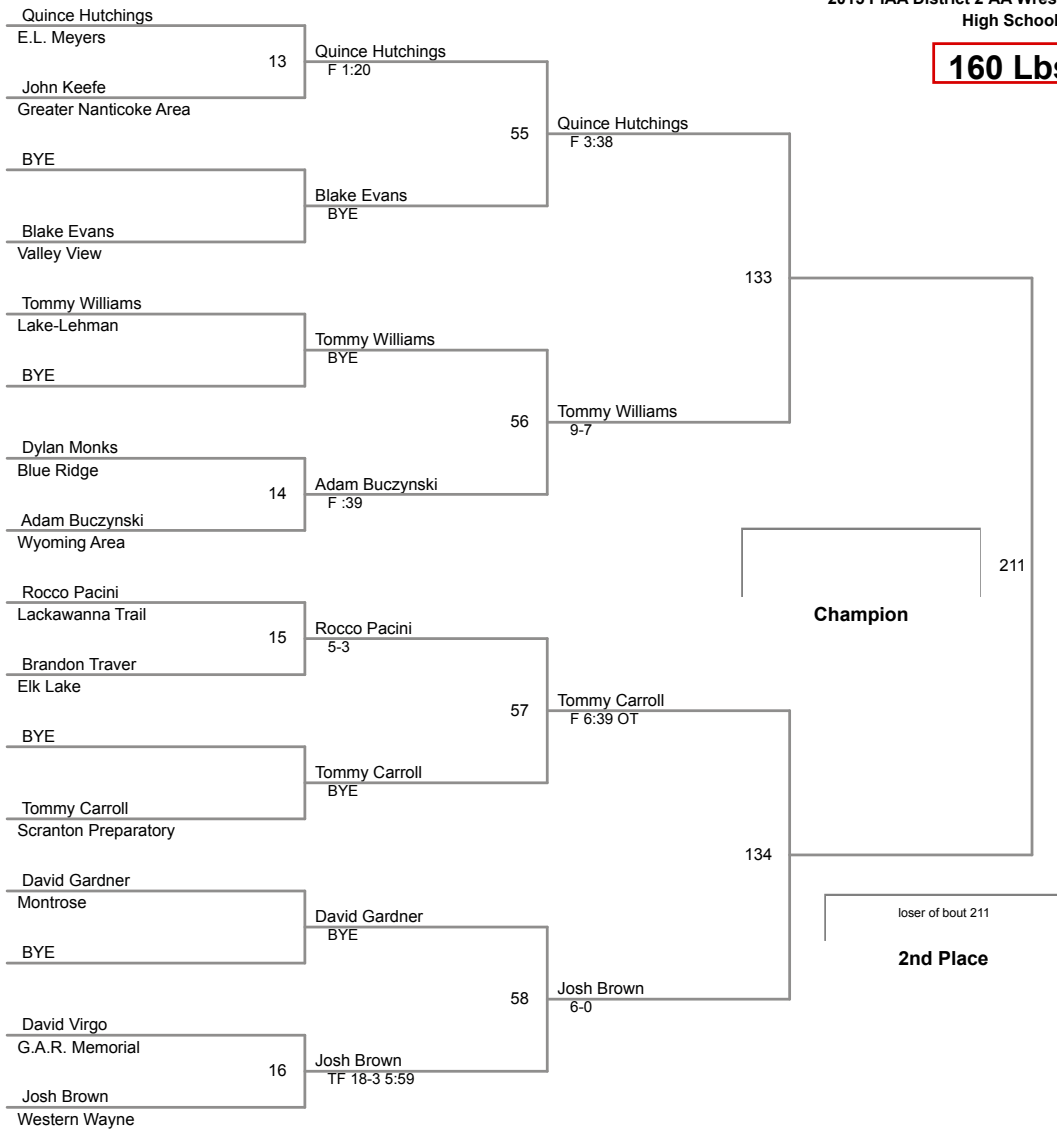 2015 PIAA District 2 AA
High School
160 Lbs
Quince Hutchings
E.L. Meyers
13
John Keefe
Greater Nanticoke Area
BYE
Blake Evans
Valley View
Tommy Williams
Lake-Lehman
BYE
Dylan Monks
Blue Ridge
14
Adam Buczynski
Wyoming Area
Rocco Pacini
Lackawanna Trail
15
Brandon Traver
Elk Lake
BYE
Tommy Carroll
Scranton Preparatory
David Gardner
Montrose
BYE
David Virgo
G.A.R. Memorial
16
Josh Brown
Western Wayne
Quince Hutchings
F 1:20
55
Blake Evans
BYE
Tommy Williams
BYE
56
Adam Buczynski
F :39
Rocco Pacini
5-3
57
Tommy Carroll
BYE
David Gardner
BYE
58
Josh Brown
TF 18-3 5:59
Quince Hutchings
F 3:38
133
Tommy Williams
9-7
Tommy Carroll
F 6:39 OT
134
Josh Brown
6-0
211
Champion
loser of bout 211
2nd Place